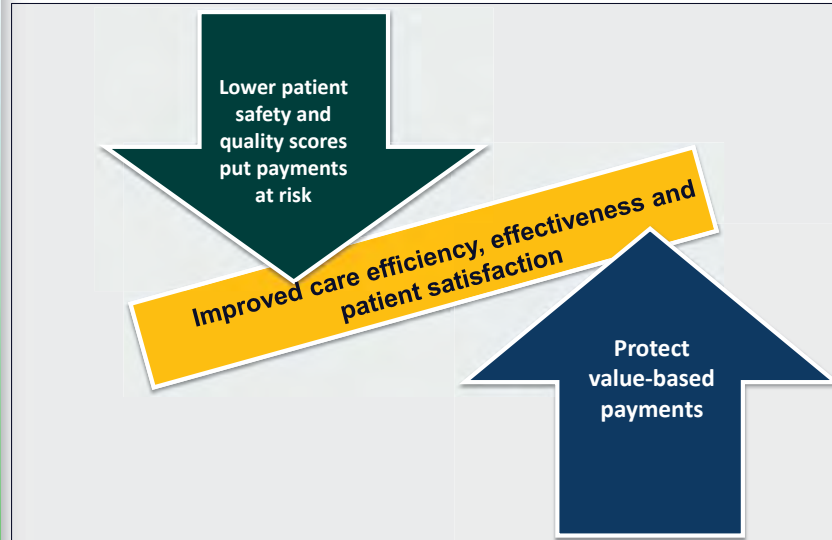 Lower patient
safety and
quality scores
put payments
at risk
Improved care efficiency, effectiveness and
patient satisfaction
Protect
value-based
payments